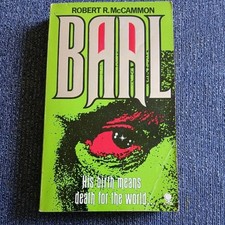 ROBERT R. McCAMMON
BAAL
His birth means
death for the world...